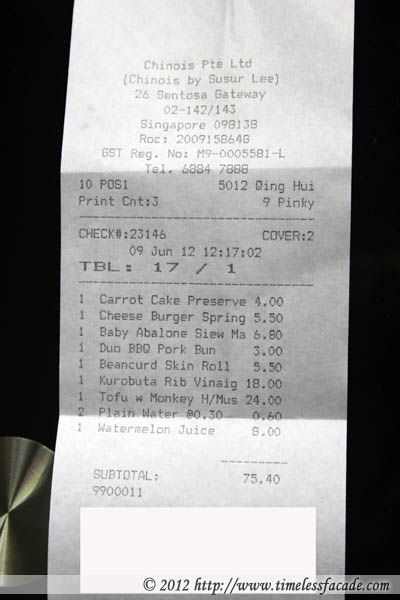 Chinois Pte Ltd
(Chinois by Susur Lee)
26 Sentosa Gateway
02-142/143
Singapore 098138
Roc: 200915864G
GST Reg. No: M9-0005581-L
Tel. 6884 7888
10 POS1 5012 Qing Hui
Print Cnt:3 9 Pinky
CHECK#:23146 COVER:2
09 Jun 12 12:17:02
TBL: 17 / 1
1 Carrot Cake Preserve 4.00
1 Cheese Burger Spring 5.50
1 Baby Abalone Siew Ma 6.80
1 Duo BBQ Pork Bun 3.00
1 Beancurd Skin Roll 5.50
1 Kurobuta Rib Vinaig 18.00
1 Tofu w Monkey H/Mus 24.00
2 Plain Water @0.30 0.60
1 Watermelon Juice 8.00
SUBTOTAL: 75.40
9900011
© 2012 http://www.timelessfacade.com/